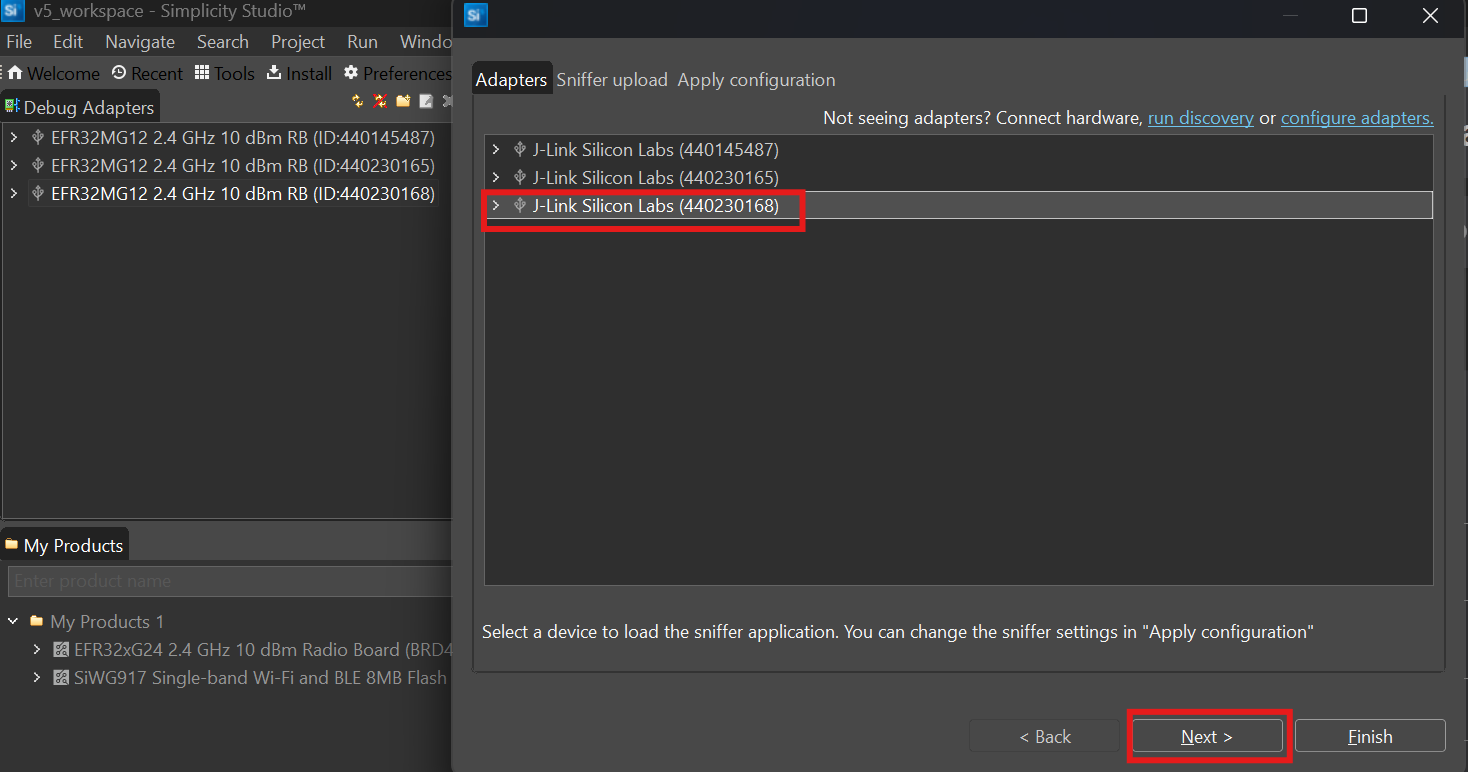 Si v5_workspace - Simplicity Studio™
File Edit Navigate Search Project Run Windo
Welcome Recent Tools Install Preferences
Debug Adapters
EFR32MG12 2.4 GHz 10 dBm RB (ID:440145487)
EFR32MG12 2.4 GHz 10 dBm RB (ID:440230165)
EFR32MG12 2.4 GHz 10 dBm RB (ID:440230168)
My Products
Enter product name
My Products 1
EFR32xG24 2.4 GHz 10 dBm Radio Board (BRD4
SiWG917 Single-band Wi-Fi and BLE 8MB Flash
Si
Adapters Sniffer upload Apply configuration
Not seeing adapters? Connect hardware, run discovery or configure adapters.
J-Link Silicon Labs (440145487)
J-Link Silicon Labs (440230165)
J-Link Silicon Labs (440230168)
Select a device to load the sniffer application. You can change the sniffer settings in "Apply configuration"
< Back Next > Finish